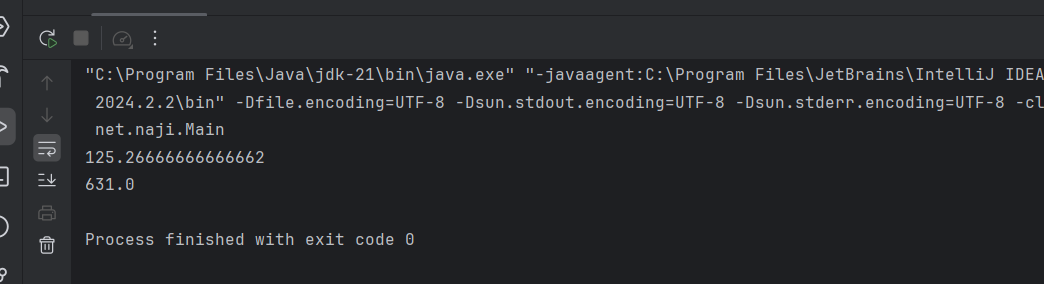 "C:\Program Files\Java\jdk-21\bin\java.exe" "-javaagent:C:\Program Files\JetBrains\IntelliJ IDEA
2024.2.2\bin" -Dfile.encoding=UTF-8 -Dsun.stdout.encoding=UTF-8 -Dsun.stderr.encoding=UTF-8 -cl
net.naji.Main
125.26666666666662
631.0
Process finished with exit code 0